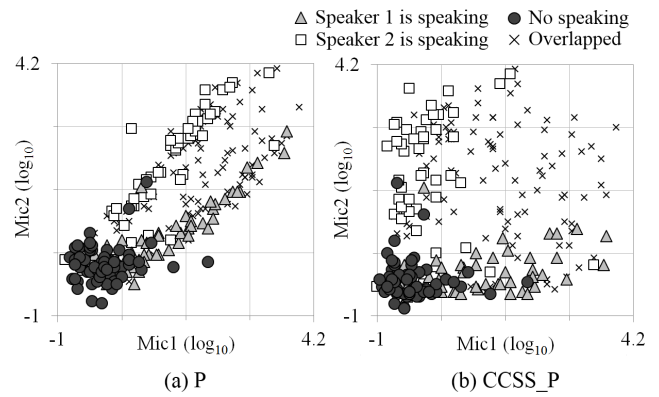 Speaker 1 is speaking No speaking
Speaker 2 is speaking Overlapped
4.2 4.2
Mic2 (log10) Mic2 (log10)
-1 -1
-1 Mic1 (log10) 4.2 -1 Mic1 (log10) 4.2
(a) P (b) CCSS_P